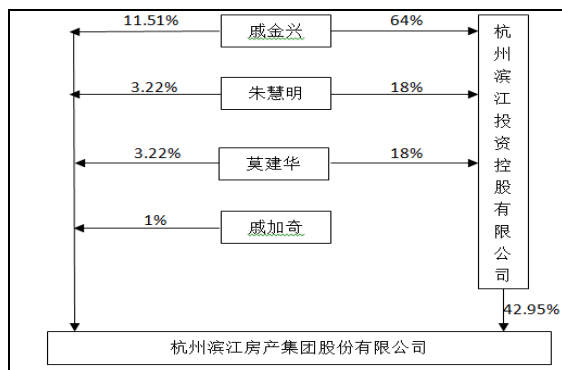 11.51% 戚金兴 64%
3.22% 朱慧明 18%
3.22% 莫建华 18%
1% 戚加奇
杭州滨江投资控股有限公司
42.95%
杭州滨江房产集团股份有限公司